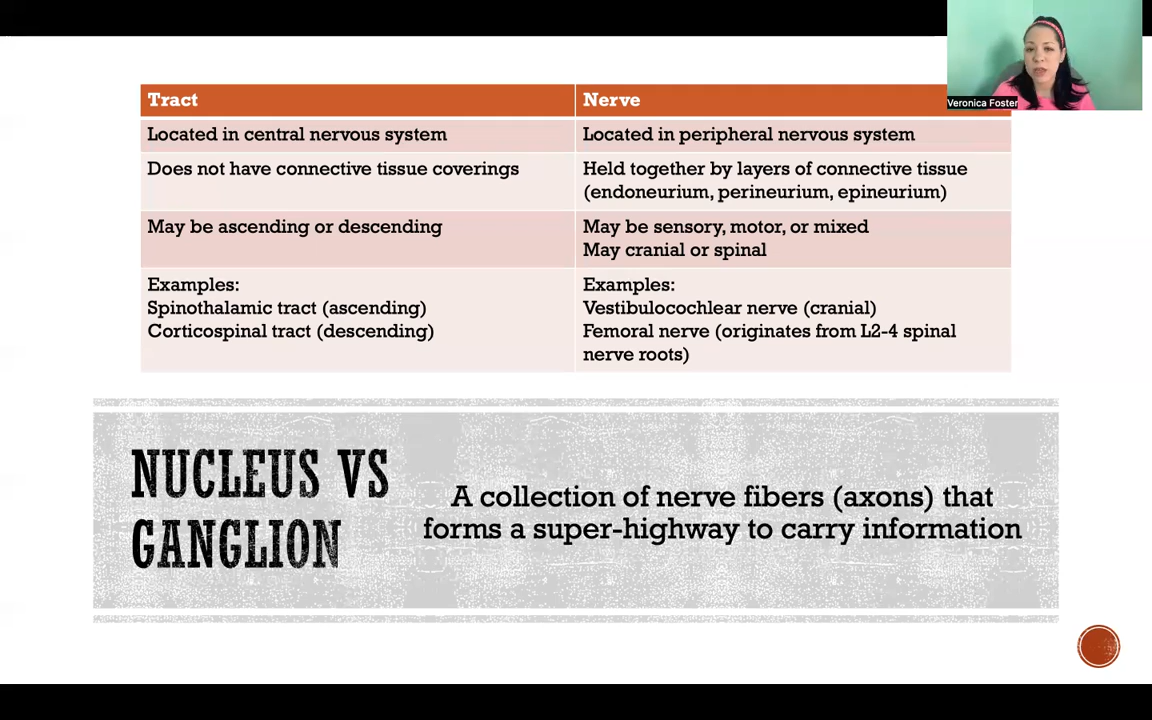 Tract
Nerve
Located in central nervous system
Located in peripheral nervous system
Does not have connective tissue coverings
Held together by layers of connective tissue
(endoneurium, perineurium, epineurium)
May be ascending or descending
May be sensory, motor, or mixed
May cranial or spinal
Examples:
Spinothalamic tract (ascending)
Corticospinal tract (descending)
Examples:
Vestibulocochlear nerve (cranial)
Femoral nerve (originates from L2-4 spinal
nerve roots)
NUCLEUS VS
GANGLION
A collection of nerve fibers (axons) that
forms a super-highway to carry information
Veronica Foster